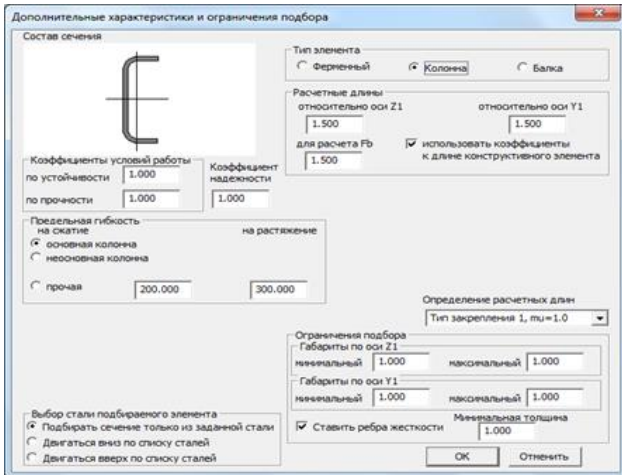 Дополнительные характеристики и ограничения подбора
Состав сечения
Тип элемента
Ферменный Колонна Балка
Расчетные длины
относительно оси Z1 относительно оси Y1
1.500 1.500
для расчета Fb
1.500
использовать коэффициенты
к длине конструктивного элемента
Коэффициенты условий работы
по устойчивости 1.000
по прочности 1.000
Коэффициент
надежности
1.000
Предельная гибкость
на сжатие на растяжение
основная колонна
неосновная колонна
прочая 200.000 300.000
Определение расчетных длин
Тип закрепления 1, mu=1.0
Ограничения подбора
Габариты по оси Z1
минимальный 1.000 максимальный 1.000
Габариты по оси Y1
минимальный 1.000 максимальный 1.000
Ставить ребра жесткости
Минимальная толщина
1.000
Выбор стали подбираемого элемента
Подбирать сечение только из заданной стали
Двигаться вниз по списку сталей
Двигаться вверх по списку сталей
OK Отменить